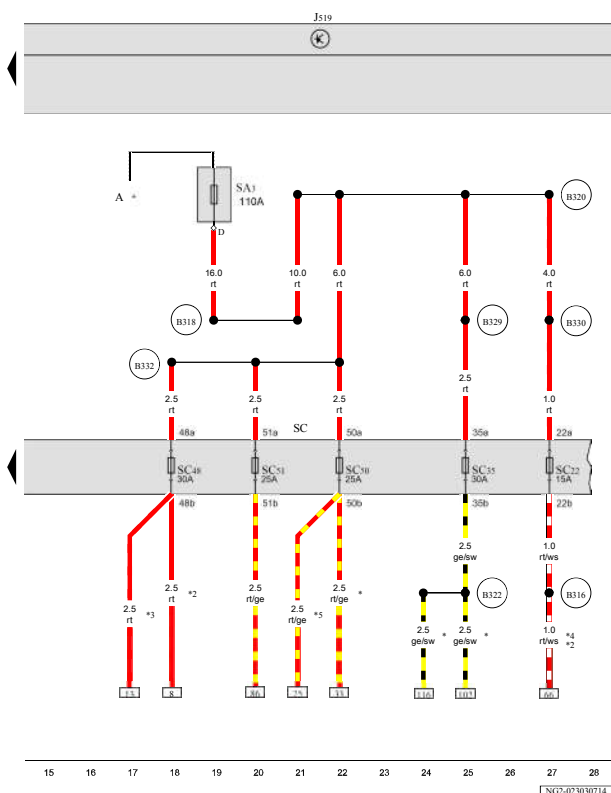 J519
A +
SA3
110A
D
B320
16.0
rt
10.0
rt
6.0
rt
6.0
rt
4.0
rt
B318
B329
B330
B332
2.5
rt
2.5
rt
2.5
rt
2.5
rt
1.0
rt
48a
51a
SC
50a
35a
22a
SC48
30A
SC51
25A
SC50
25A
SC35
30A
SC22
15A
48b
51b
50b
35b
22b
2.5
ge/sw
1.0
rt/ws
B322
B316
2.5
rt
*3
2.5
rt
*2
2.5
rt/ge
2.5
rt/ge
*5
2.5
rt/ge
*
2.5
ge/sw
*
2.5
ge/sw
*
1.0
rt/ws
*4
*2
13 8 86 25 33 116 102 66
15 16 17 18 19 20 21 22 23 24 25 26 27 28
NG2-023030714